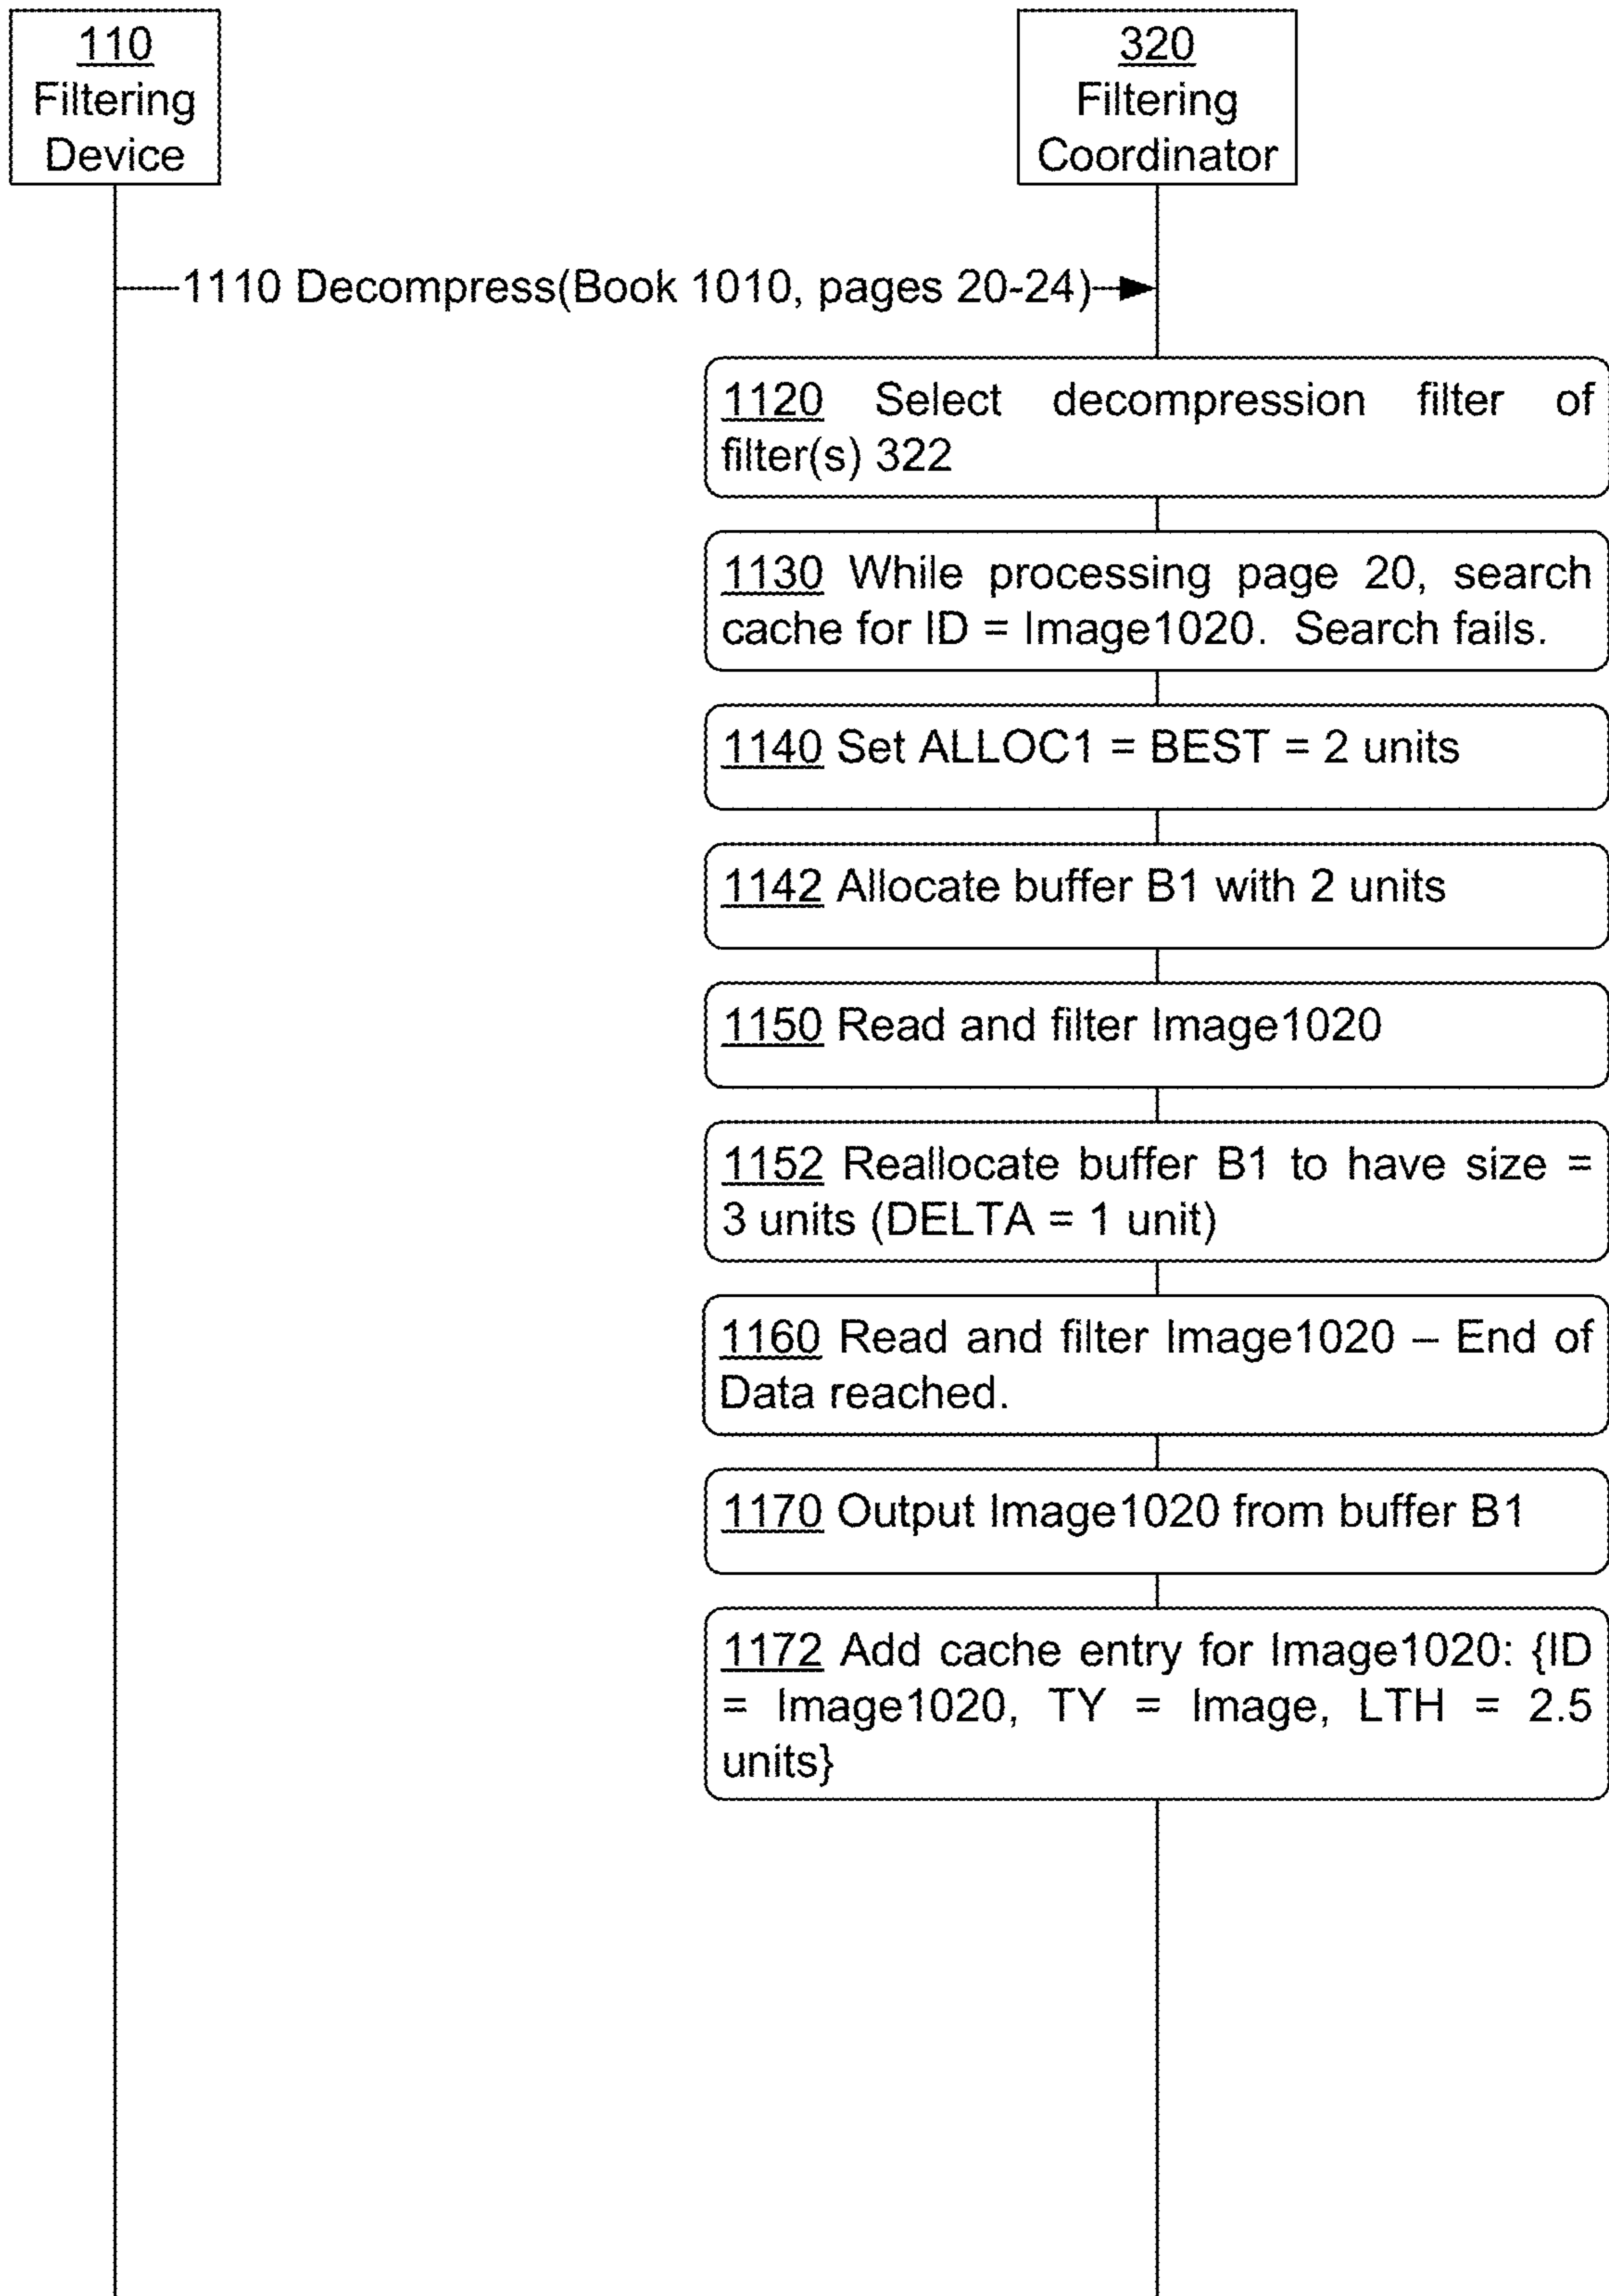 110
Filtering
Device
320
Filtering
Coordinator
1110 Decompress(Book 1010, pages 20-24)
1120 Select decompression filter of
filter(s) 322
1130 While processing page 20, search
cache for ID = Image1020. Search fails.
1140 Set ALLOC1 = BEST = 2 units
1142 Allocate buffer B1 with 2 units
1150 Read and filter Image1020
1152 Reallocate buffer B1 to have size =
3 units (DELTA = 1 unit)
1160 Read and filter Image1020 – End of
Data reached.
1170 Output Image1020 from buffer B1
1172 Add cache entry for Image1020: {ID
= Image1020, TY = Image, LTH = 2.5
units}